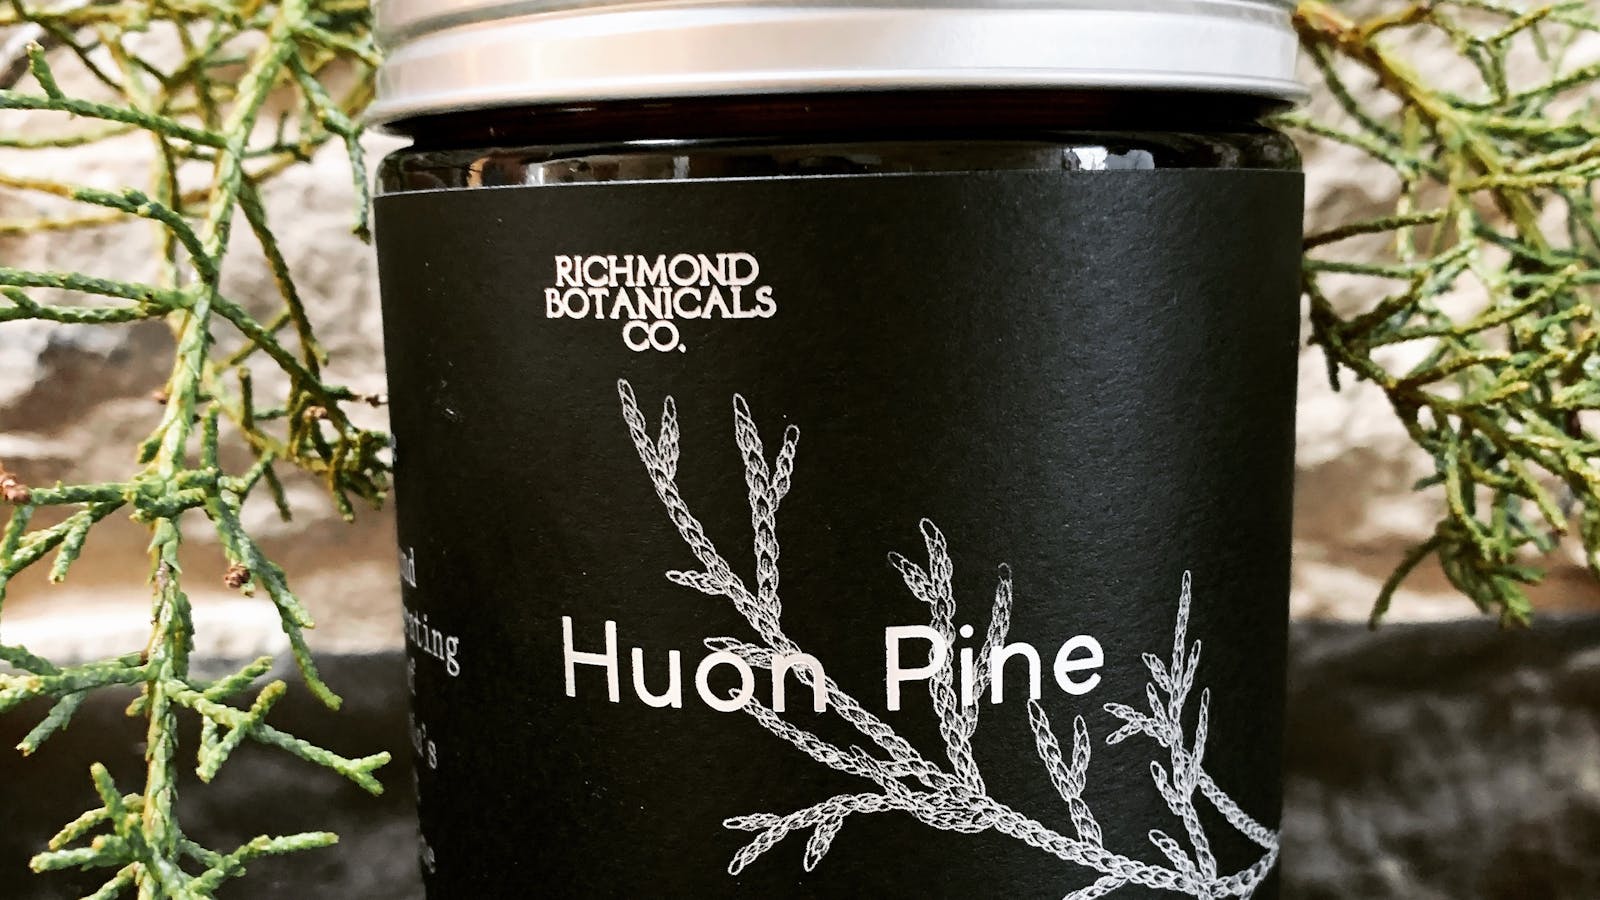 RICHMOND
BOTANICALS
CO.
Huon Pine